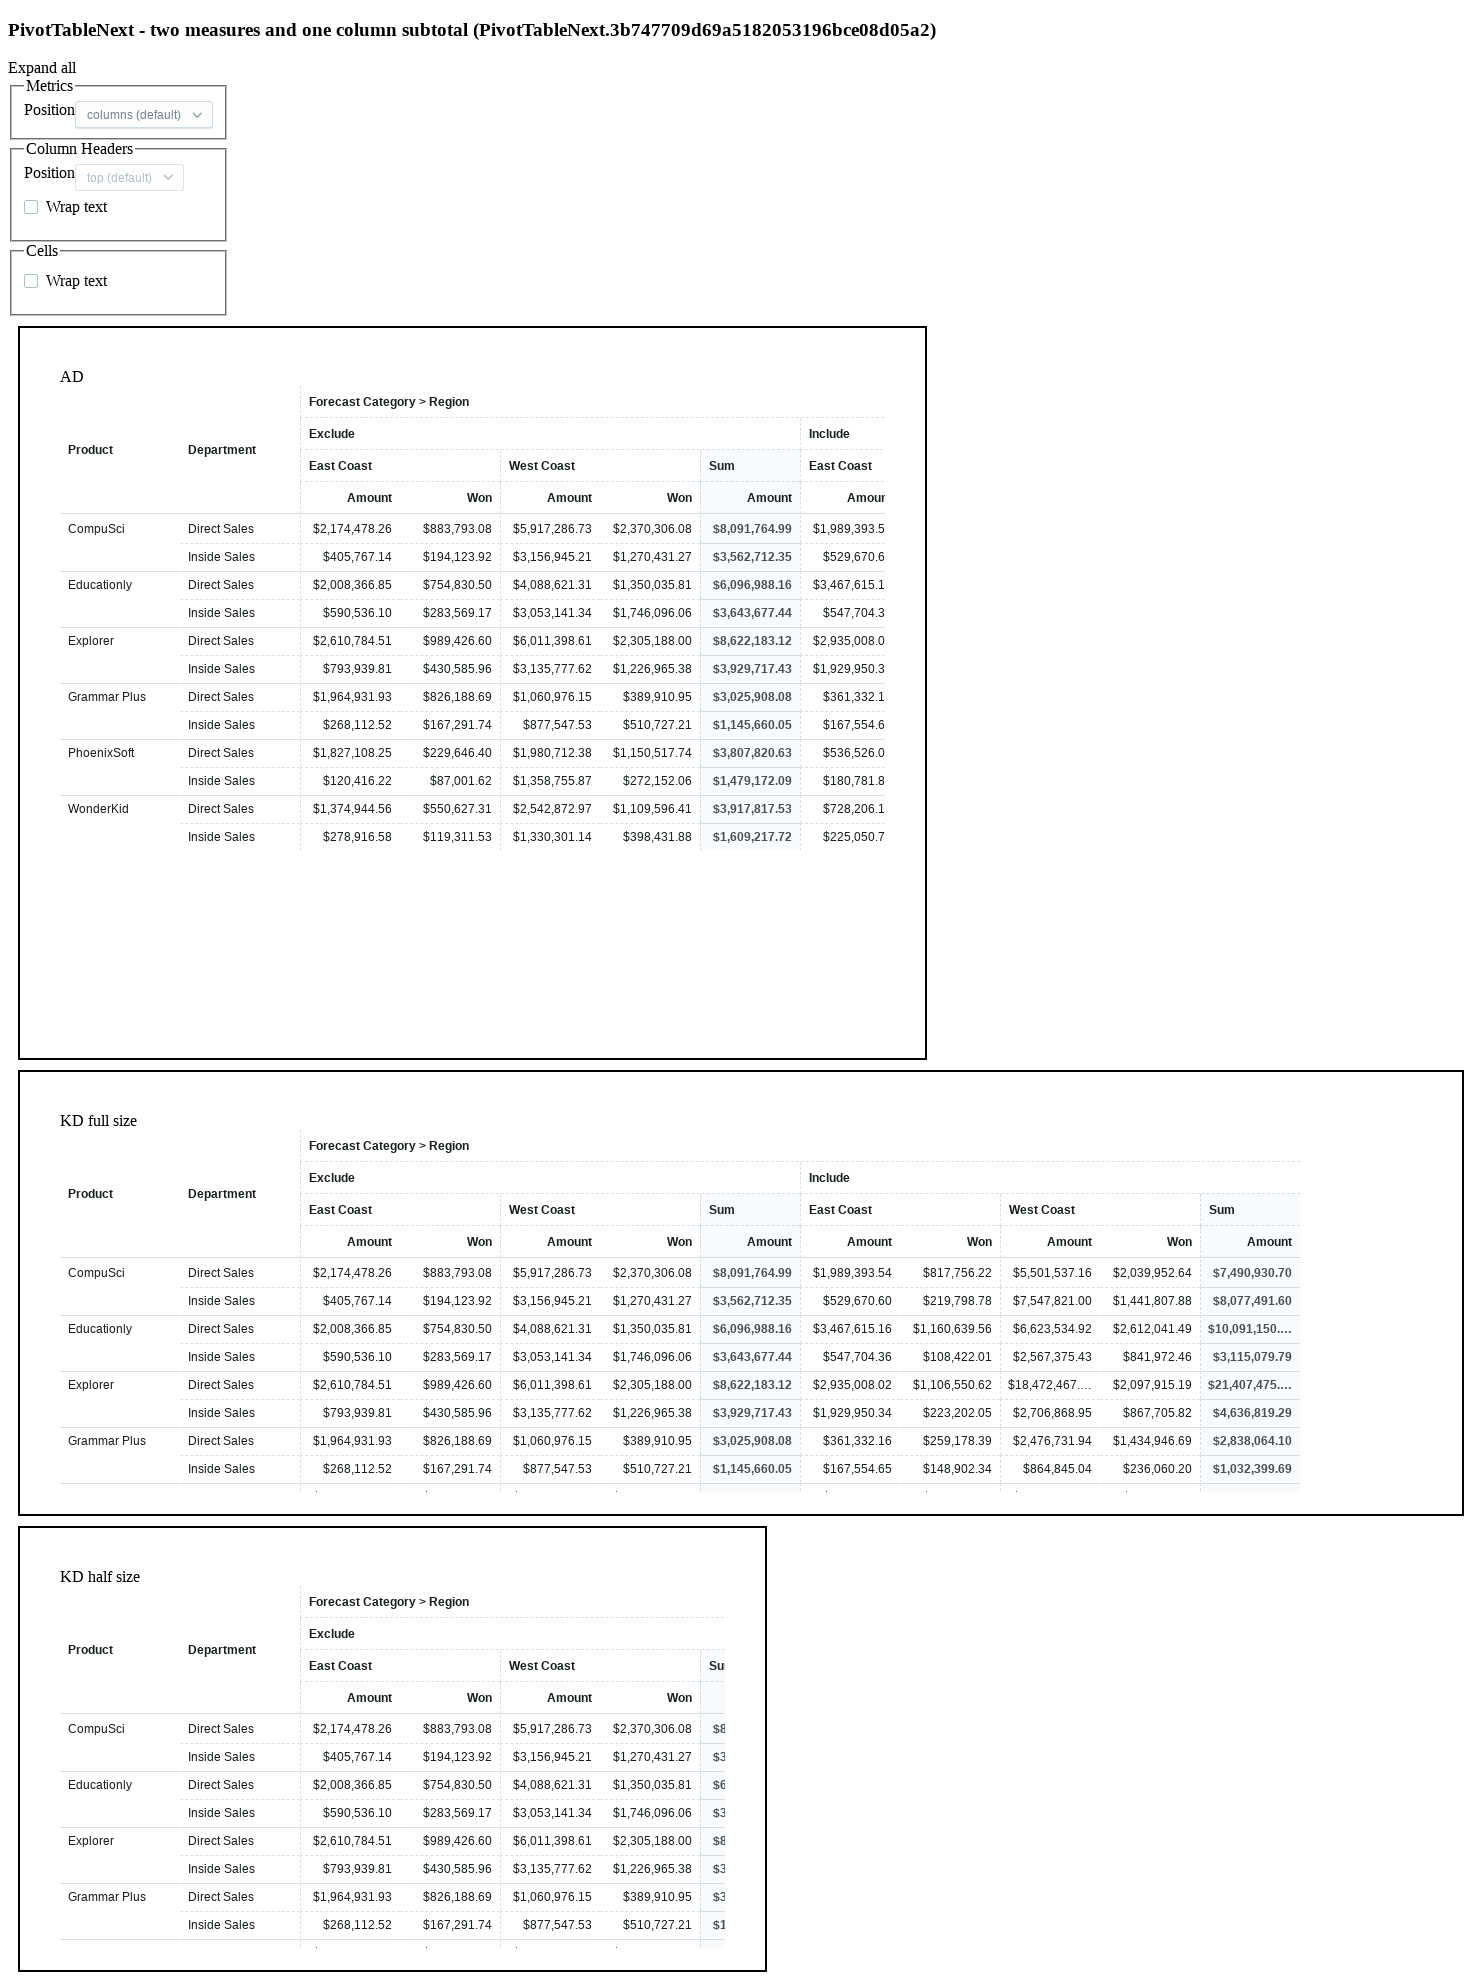 PivotTableNext - two measures and one column subtotal (PivotTableNext.3b747709d69a5182053196bce08d05a2)
Expand all
Metrics
Position columns (default)
Column Headers
Position top (default)
Wrap text
Cells
Wrap text
AD
Forecast Category > Region
Exclude Include
Product Department
East Coast West Coast Sum East Coast
Amount Won Amount Won Amount Amoun
CompuSci Direct Sales $2,174,478.26 $883,793.08 $5,917,286.73 $2,370,306.08 $8,091,764.99 $1,989,393.5
Inside Sales $405,767.14 $194,123.92 $3,156,945.21 $1,270,431.27 $3,562,712.35 $529,670.6
Educationly Direct Sales $2,008,366.85 $754,830.50 $4,088,621.31 $1,350,035.81 $6,096,988.16 $3,467,615.1
Inside Sales $590,536.10 $283,569.17 $3,053,141.34 $1,746,096.06 $3,643,677.44 $547,704.3
Explorer Direct Sales $2,610,784.51 $989,426.60 $6,011,398.61 $2,305,188.00 $8,622,183.12 $2,935,008.0
Inside Sales $793,939.81 $430,585.96 $3,135,777.62 $1,226,965.38 $3,929,717.43 $1,929,950.3
Grammar Plus Direct Sales $1,964,931.93 $826,188.69 $1,060,976.15 $389,910.95 $3,025,908.08 $361,332.1
Inside Sales $268,112.52 $167,291.74 $877,547.53 $510,727.21 $1,145,660.05 $167,554.6
PhoenixSoft Direct Sales $1,827,108.25 $229,646.40 $1,980,712.38 $1,150,517.74 $3,807,820.63 $536,526.0
Inside Sales $120,416.22 $87,001.62 $1,358,755.87 $272,152.06 $1,479,172.09 $180,781.8
WonderKid Direct Sales $1,374,944.56 $550,627.31 $2,542,872.97 $1,109,596.41 $3,917,817.53 $728,206.1
Inside Sales $278,916.58 $119,311.53 $1,330,301.14 $398,431.88 $1,609,217.72 $225,050.7
KD full size
Forecast Category > Region
Exclude Include
Product Department
East Coast West Coast Sum East Coast West Coast Sum
Amount Won Amount Won Amount Amount Won Amount Won Amount
CompuSci Direct Sales $2,174,478.26 $883,793.08 $5,917,286.73 $2,370,306.08 $8,091,764.99 $1,989,393.54 $817,756.22 $5,501,537.16 $2,039,952.64 $7,490,930.70
Inside Sales $405,767.14 $194,123.92 $3,156,945.21 $1,270,431.27 $3,562,712.35 $529,670.60 $219,798.78 $7,547,821.00 $1,441,807.88 $8,077,491.60
Educationly Direct Sales $2,008,366.85 $754,830.50 $4,088,621.31 $1,350,035.81 $6,096,988.16 $3,467,615.16 $1,160,639.56 $6,623,534.92 $2,612,041.49 $10,091,150.…
Inside Sales $590,536.10 $283,569.17 $3,053,141.34 $1,746,096.06 $3,643,677.44 $547,704.36 $108,422.01 $2,567,375.43 $841,972.46 $3,115,079.79
Explorer Direct Sales $2,610,784.51 $989,426.60 $6,011,398.61 $2,305,188.00 $8,622,183.12 $2,935,008.02 $1,106,550.62 $18,472,467.… $2,097,915.19 $21,407,475.…
Inside Sales $793,939.81 $430,585.96 $3,135,777.62 $1,226,965.38 $3,929,717.43 $1,929,950.34 $223,202.05 $2,706,868.95 $867,705.82 $4,636,819.29
Grammar Plus Direct Sales $1,964,931.93 $826,188.69 $1,060,976.15 $389,910.95 $3,025,908.08 $361,332.16 $259,178.39 $2,476,731.94 $1,434,946.69 $2,838,064.10
Inside Sales $268,112.52 $167,291.74 $877,547.53 $510,727.21 $1,145,660.05 $167,554.65 $148,902.34 $864,845.04 $236,060.20 $1,032,399.69
KD half size
Forecast Category > Region
Exclude
Product Department
East Coast West Coast Su
Amount Won Amount Won
CompuSci Direct Sales $2,174,478.26 $883,793.08 $5,917,286.73 $2,370,306.08 $8
Inside Sales $405,767.14 $194,123.92 $3,156,945.21 $1,270,431.27 $3
Educationly Direct Sales $2,008,366.85 $754,830.50 $4,088,621.31 $1,350,035.81 $6
Inside Sales $590,536.10 $283,569.17 $3,053,141.34 $1,746,096.06 $3
Explorer Direct Sales $2,610,784.51 $989,426.60 $6,011,398.61 $2,305,188.00 $8
Inside Sales $793,939.81 $430,585.96 $3,135,777.62 $1,226,965.38 $3
Grammar Plus Direct Sales $1,964,931.93 $826,188.69 $1,060,976.15 $389,910.95 $3
Inside Sales $268,112.52 $167,291.74 $877,547.53 $510,727.21 $1